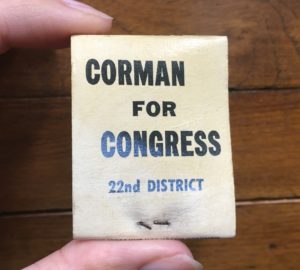 CORMAN
FOR
CONGRESS
22nd DISTRICT